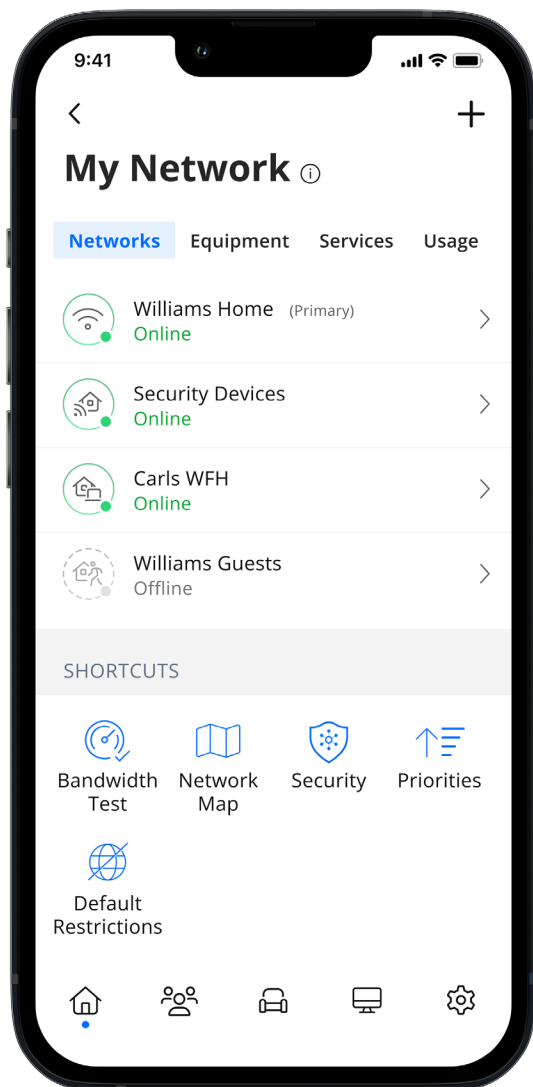 9:41
My Network
Networks Equipment Services Usage
Williams Home (Primary)
Online
Security Devices
Online
Carls WFH
Online
Williams Guests
Offline
SHORTCUTS
Bandwidth Test
Network Map
Security
Priorities
Default Restrictions